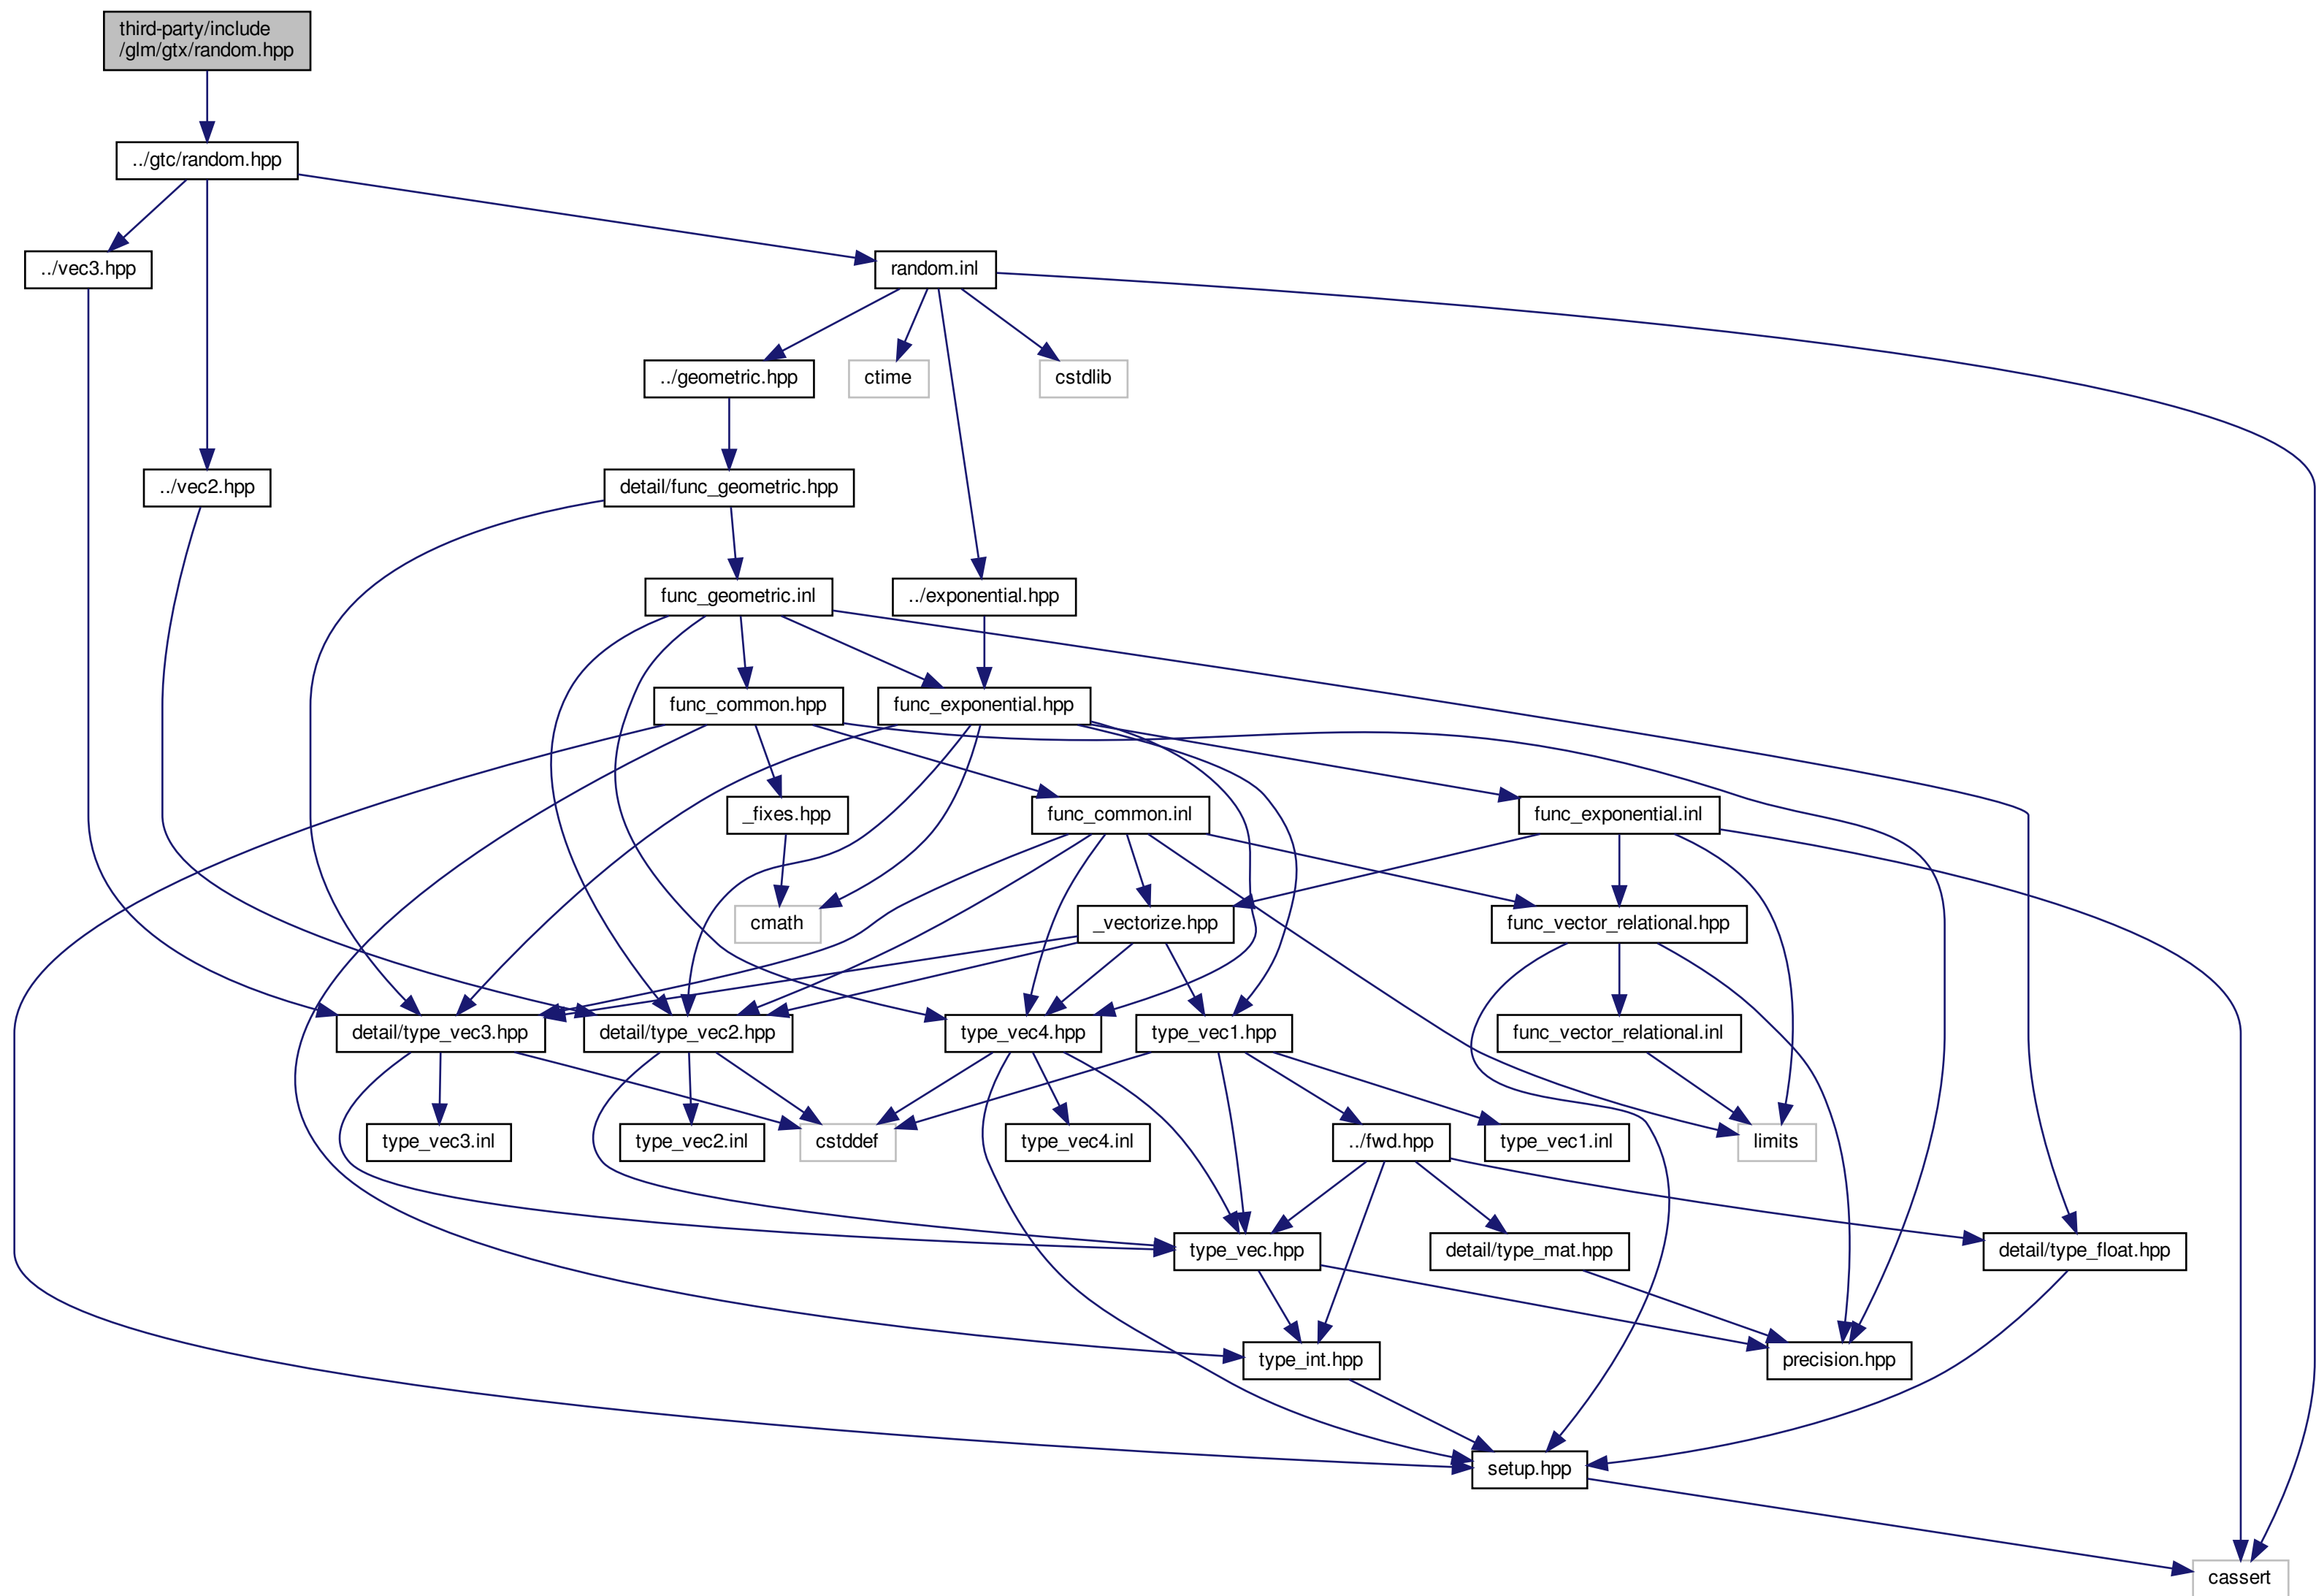 third-party/include
/glm/gtx/random.hpp
../gtc/random.hpp
../vec3.hpp
random.inl
../geometric.hpp
ctime
cstdlib
../vec2.hpp
detail/func_geometric.hpp
func_geometric.inl
../exponential.hpp
func_common.hpp
func_exponential.hpp
_fixes.hpp
func_common.inl
func_exponential.inl
cmath
_vectorize.hpp
func_vector_relational.hpp
detail/type_vec3.hpp
detail/type_vec2.hpp
type_vec4.hpp
type_vec1.hpp
func_vector_relational.inl
type_vec3.inl
type_vec2.inl
cstddef
type_vec4.inl
../fwd.hpp
type_vec1.inl
limits
type_vec.hpp
detail/type_mat.hpp
detail/type_float.hpp
type_int.hpp
precision.hpp
setup.hpp
cassert